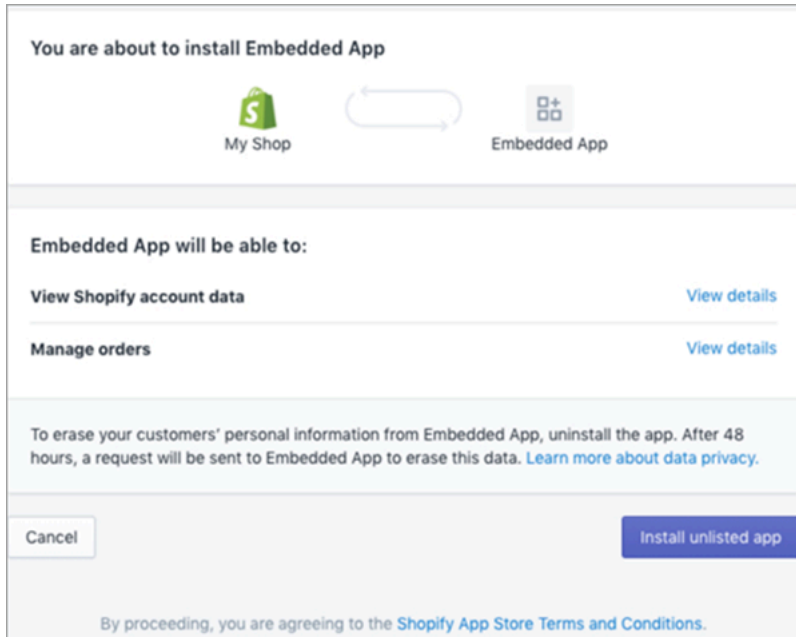 You are about to install Embedded App
My Shop
Embedded App
Embedded App will be able to:
View Shopify account data View details
Manage orders View details
To erase your customers' personal information from Embedded App, uninstall the app. After 48
hours, a request will be sent to Embedded App to erase this data. Learn more about data privacy.
Cancel
Install unlisted app
By proceeding, you are agreeing to the Shopify App Store Terms and Conditions.